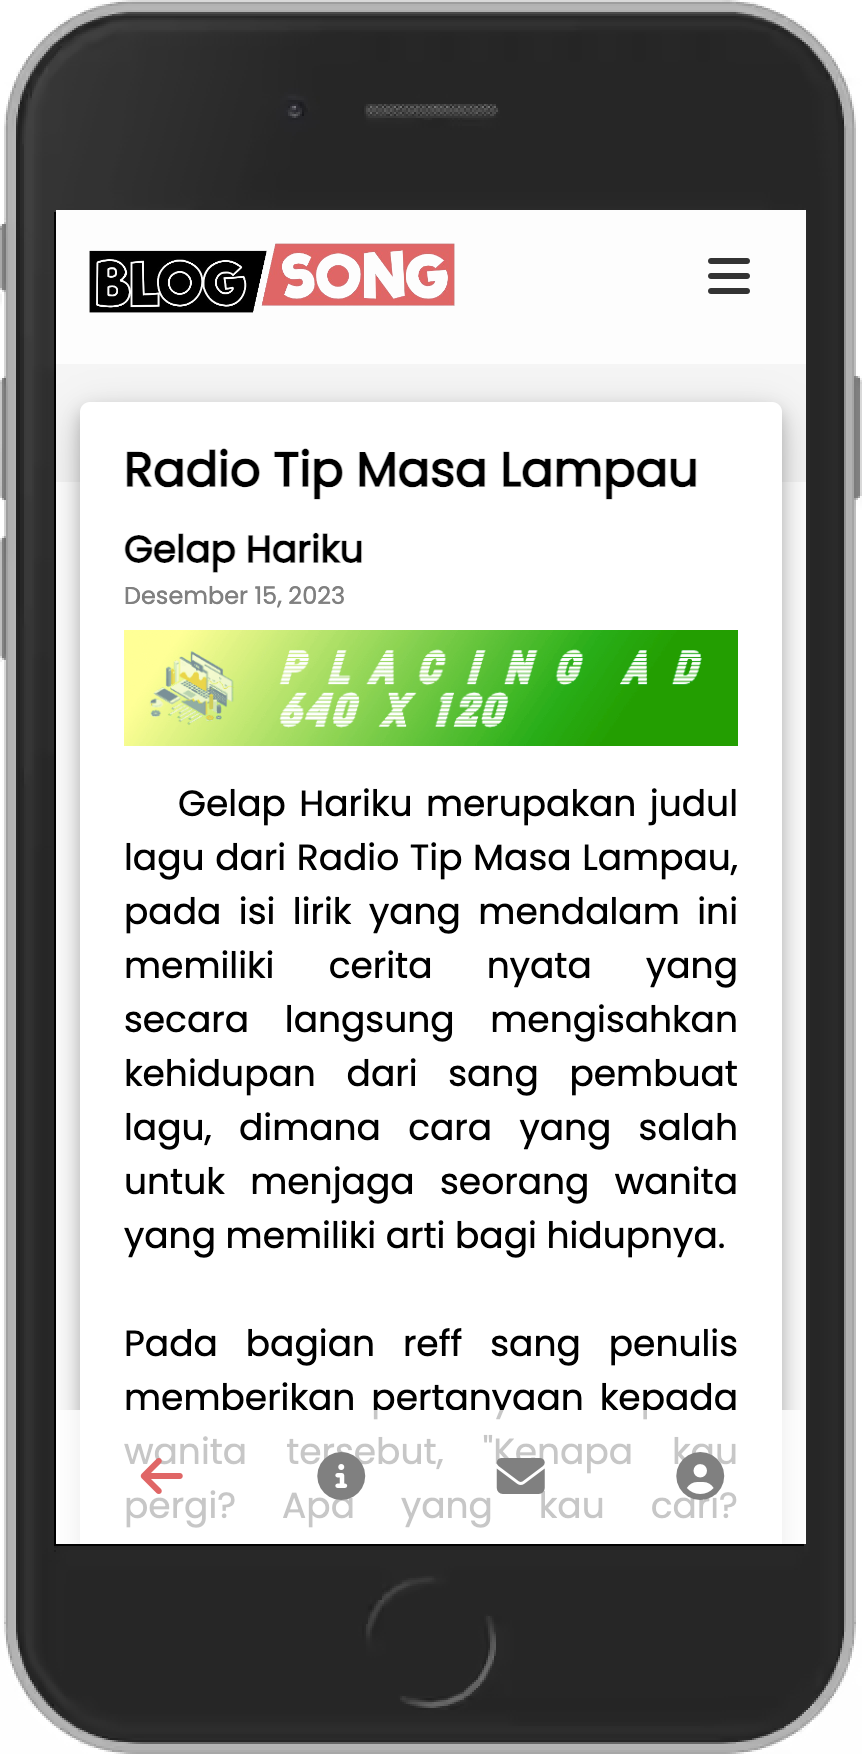 BLOG SONG
Radio Tip Masa Lampau
Gelap Hariku
Desember 15, 2023
PLACING AD
640 X 120
Gelap Hariku merupakan judul
lagu dari Radio Tip Masa Lampau,
pada isi lirik yang mendalam ini
memiliki cerita nyata yang
secara langsung mengisahkan
kehidupan dari sang pembuat
lagu, dimana cara yang salah
untuk menjaga seorang wanita
yang memiliki arti bagi hidupnya.
Pada bagian reff sang penulis
memberikan pertanyaan kepada
wanita tersebut, "Kenapa kau
pergi? Apa yang kau cari?